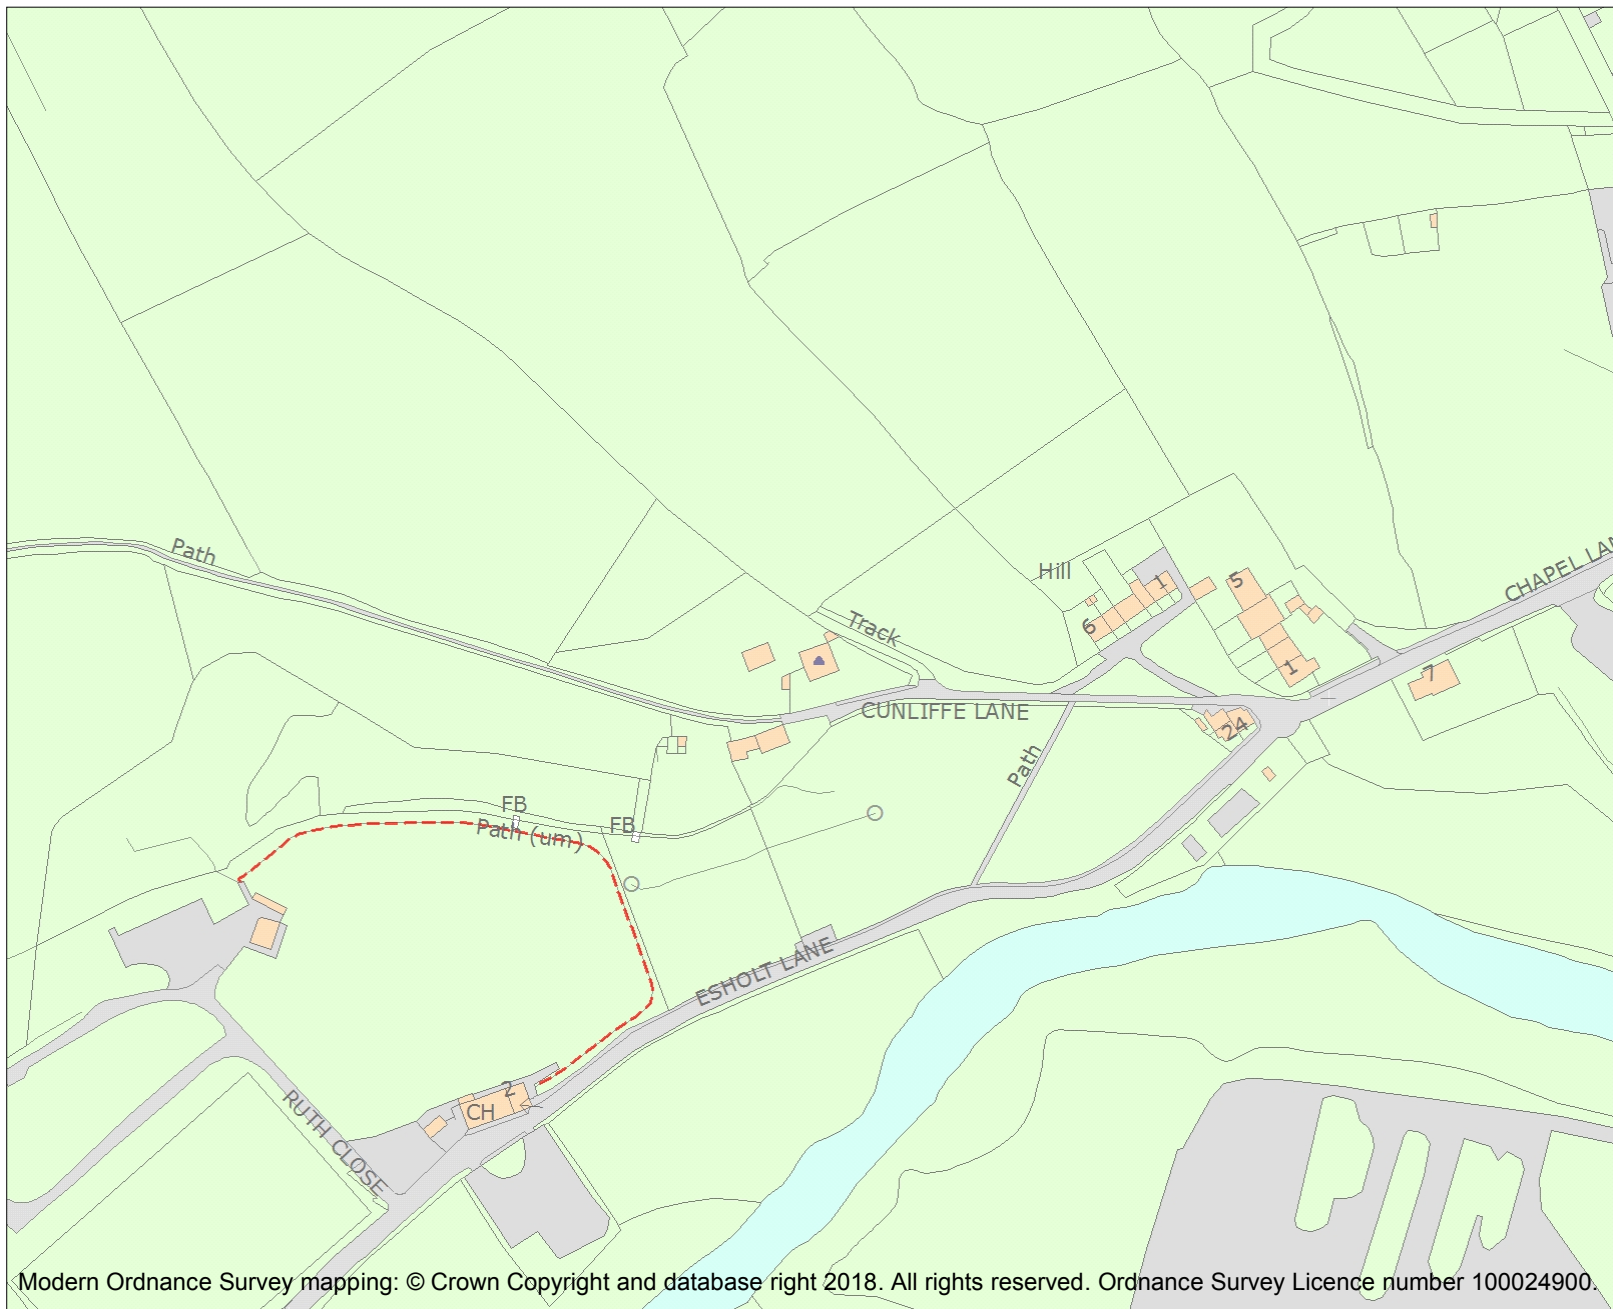 Path
Hill
1
5
6
CHAPEL LAN
Track
1
7
CUNLIFFE LANE
24
Path
FB
FB
Path (um)
ESHOLT LANE
2
CH
RUTH CLOSE
Modern Ordnance Survey mapping: © Crown Copyright and database right 2018. All rights reserved. Ordnance Survey Licence number 100024900.